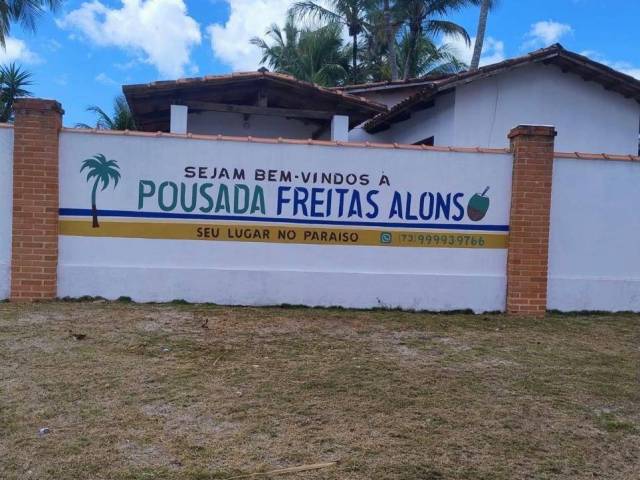 SEJAM BEM-VINDOS À
POUSADA FREITAS ALONSO
SEU LUGAR NO PARAISO (73)999939766